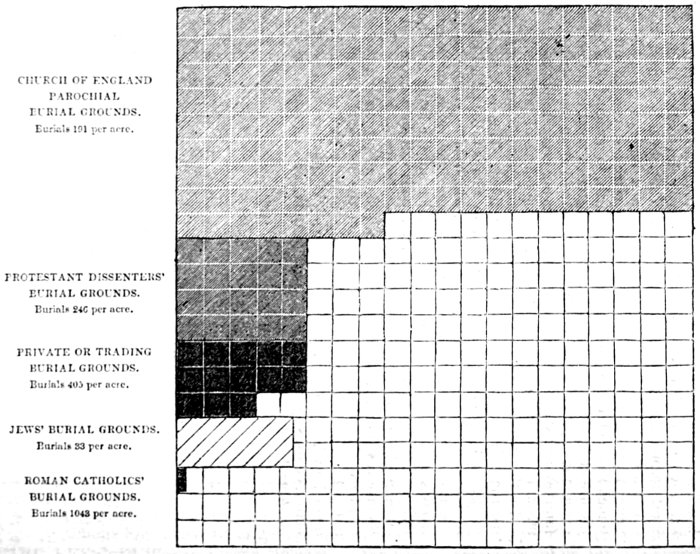 CHURCH OF ENGLAND
PAROCHIAL
BURIAL GROUNDS.
Burials 191 per acre.
PROTESTANT DISSENTERS'
BURIAL GROUNDS.
Burials 246 per acre.
PRIVATE OR TRADING
BURIAL GROUNDS.
Burials 405 per acre.
JEWS' BURIAL GROUNDS.
Burials 33 per acre.
ROMAN CATHOLICS'
BURIAL GROUNDS.
Burials 1043 per acre.